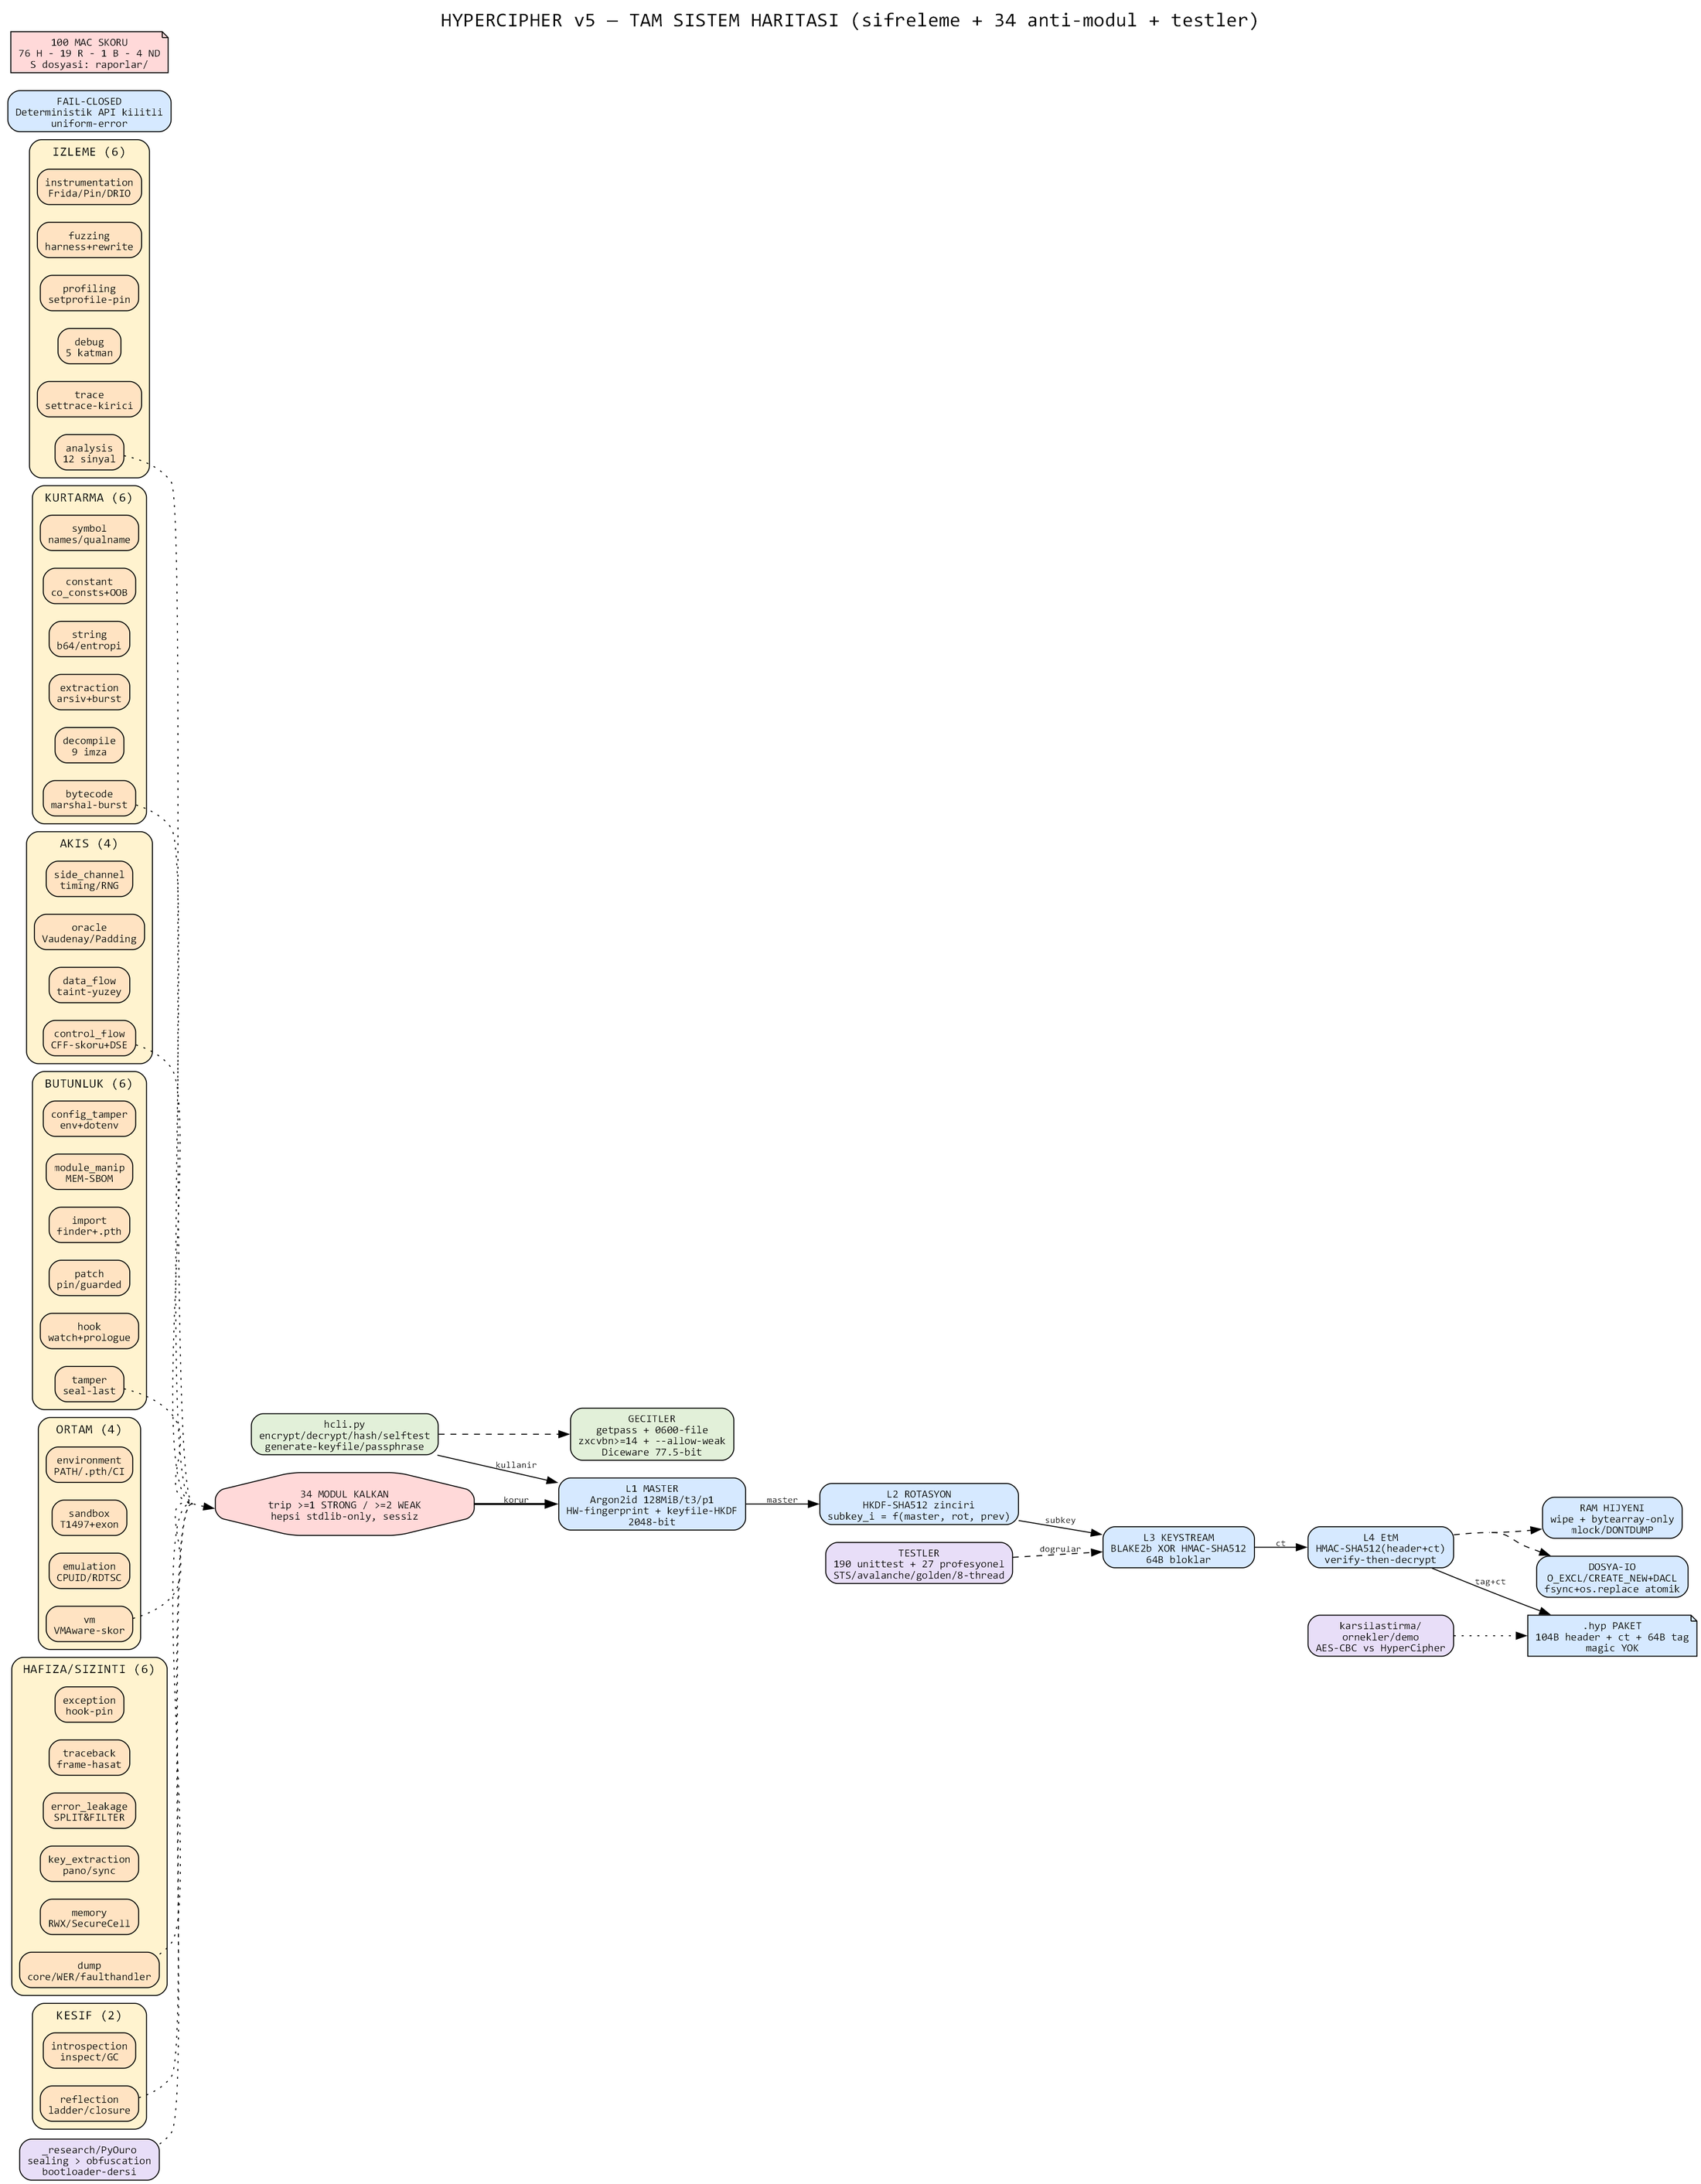 HYPERCIPHER v5 — TAM SISTEM HARITASI (sifreleme + 34 anti-modul + testler)
100 MAC SKORU
76 H - 19 R - 1 B - 4 ND
S dosyasi: raporlar/
FAIL-CLOSED
Deterministik API kilitli
uniform-error
IZLEME (6)
instrumentation
Frida/Pin/DRIO
fuzzing
harness+rewrite
profiling
setprofile-pin
debug
5 katman
trace
settrace-kirici
analysis
12 sinyal
KURTARMA (6)
symbol
names/qualname
constant
co_consts+OOB
string
b64/entropi
extraction
arsiv+burst
decompile
9 imza
bytecode
marshal-burst
AKIS (4)
side_channel
timing/RNG
oracle
Vaudenay/Padding
data_flow
taint-yuzey
control_flow
CFF-skoru+DSE
BUTUNLUK (6)
config_tamper
env+dotenv
module_manip
MEM-SBOM
import
finder+.pth
patch
pin/guarded
hook
watch+prologue
tamper
seal-last
ORTAM (4)
environment
PATH/.pth/CI
sandbox
T1497+exon
emulation
CPUID/RDTSC
vm
VMAware-skor
HAFIZA/SIZINTI (6)
exception
hook-pin
traceback
frame-hasat
error_leakage
SPLIT&FILTER
key_extraction
pano/sync
memory
RWX/SecureCell
dump
core/WER/faulthandler
KESIF (2)
introspection
inspect/GC
reflection
ladder/closure
_research/PyOuro
sealing > obfuscation
bootloader-dersi
hcli.py
encrypt/decrypt/hash/selftest
generate-keyfile/passphrase
34 MODUL KALKAN
trip >=1 STRONG / >=2 WEAK
hepsi stdlib-only, sessiz
kullanir
korur
GECITLER
getpass + 0600-file
zxcvbn>=14 + --allow-weak
Diceware 77.5-bit
L1 MASTER
Argon2id 128MiB/t3/p1
HW-fingerprint + keyfile-HKDF
2048-bit
master
L2 ROTASYON
HKDF-SHA512 zinciri
subkey_i = f(master, rot, prev)
TESTLER
190 unittest + 27 profesyonel
STS/avalanche/golden/8-thread
subkey
dogrular
L3 KEYSTREAM
BLAKE2b XOR HMAC-SHA512
64B bloklar
ct
L4 EtM
HMAC-SHA512(header+ct)
verify-then-decrypt
karsilastirma/
ornekler/demo
AES-CBC vs HyperCipher
tag+ct
RAM HIJYENI
wipe + bytearray-only
mlock/DONTDUMP
DOSYA-IO
O_EXCL/CREATE_NEW+DACL
fsync+os.replace atomik
.hyp PAKET
104B header + ct + 64B tag
magic YOK